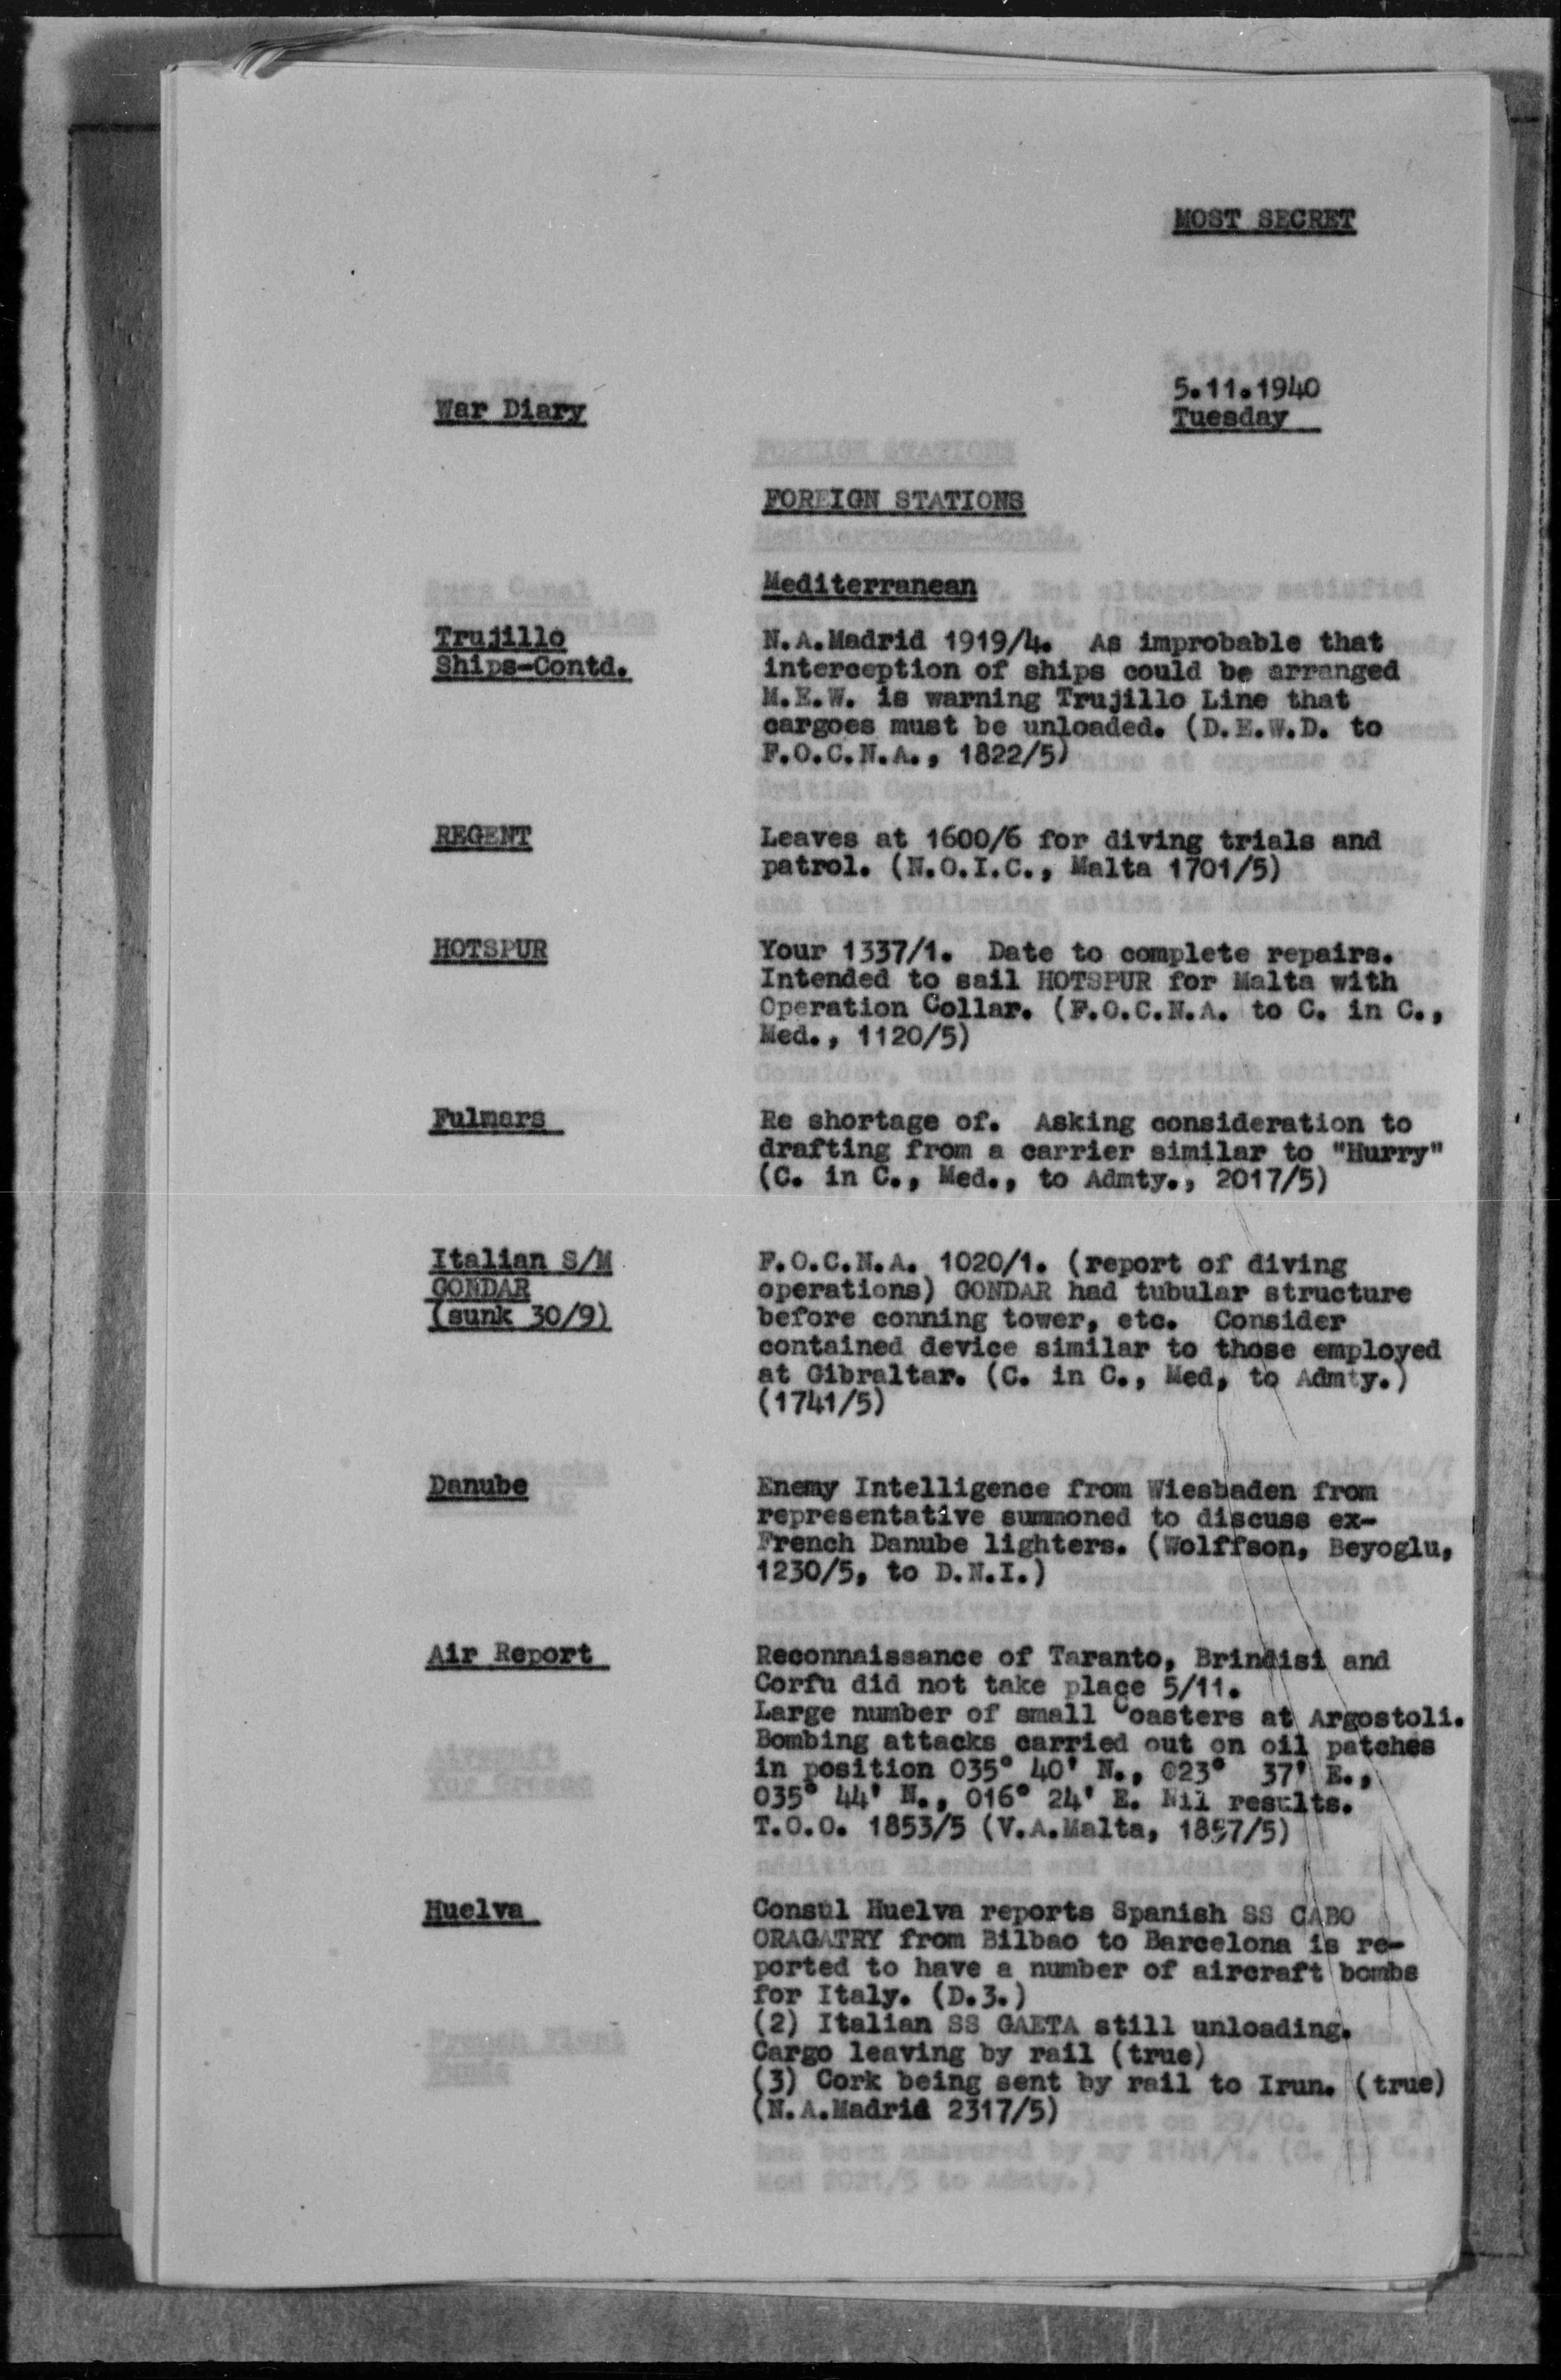 MOST SECRET
War Diary
5.11.1940
Tuesday
FOREIGN STATIONS
Mediterranean
Trujillo
Ships-Contd.
N.A.Madrid 1919/4. As improbable that
interception of ships could be arranged
M.E.W. is warning Trujillo Line that
cargoes must be unloaded. (D.E.W.D. to
F.O.C.N.A., 1822/5)
REGENT
Leaves at 1600/6 for diving trials and
patrol. (N.O.I.C., Malta 1701/5)
HOTSPUR
Your 1337/1. Date to complete repairs.
Intended to sail HOTSPUR for Malta with
Operation Collar. (F.O.C.N.A. to C. in C.,
Med., 1120/5)
Fulmars
Re shortage of. Asking consideration to
drafting from a carrier similar to "Hurry"
(C. in C., Med., to Admty., 2017/5)
Italian S/M
GONDAR
(sunk 30/9)
F.O.C.N.A. 1020/1. (report of diving
operations) GONDAR had tubular structure
before conning tower, etc. Consider
contained device similar to those employed
at Gibraltar. (C. in C., Med, to Admty.)
(1741/5)
Danube
Enemy Intelligence from Wiesbaden from
representative summoned to discuss ex-
French Danube lighters. (Wolffson, Beyoglu,
1230/5, to D.N.I.)
Air Report
Reconnaissance of Taranto, Brindisi and
Corfu did not take place 5/11.
Large number of small Coasters at Argostoli.
Bombing attacks carried out on oil patches
in position 035° 40' N., 023° 37' E.,
035° 44' N., 016° 24' E. Nil results.
T.O.O. 1853/5 (V.A.Malta, 1857/5)
Huelva
Consul Huelva reports Spanish SS CABO
ORAGATRY from Bilbao to Barcelona is re-
ported to have a number of aircraft bombs
for Italy. (D.3.)
(2) Italian SS GAETA still unloading.
Cargo leaving by rail (true)
(3) Cork being sent by rail to Irun. (true)
(N.A.Madrid 2317/5)